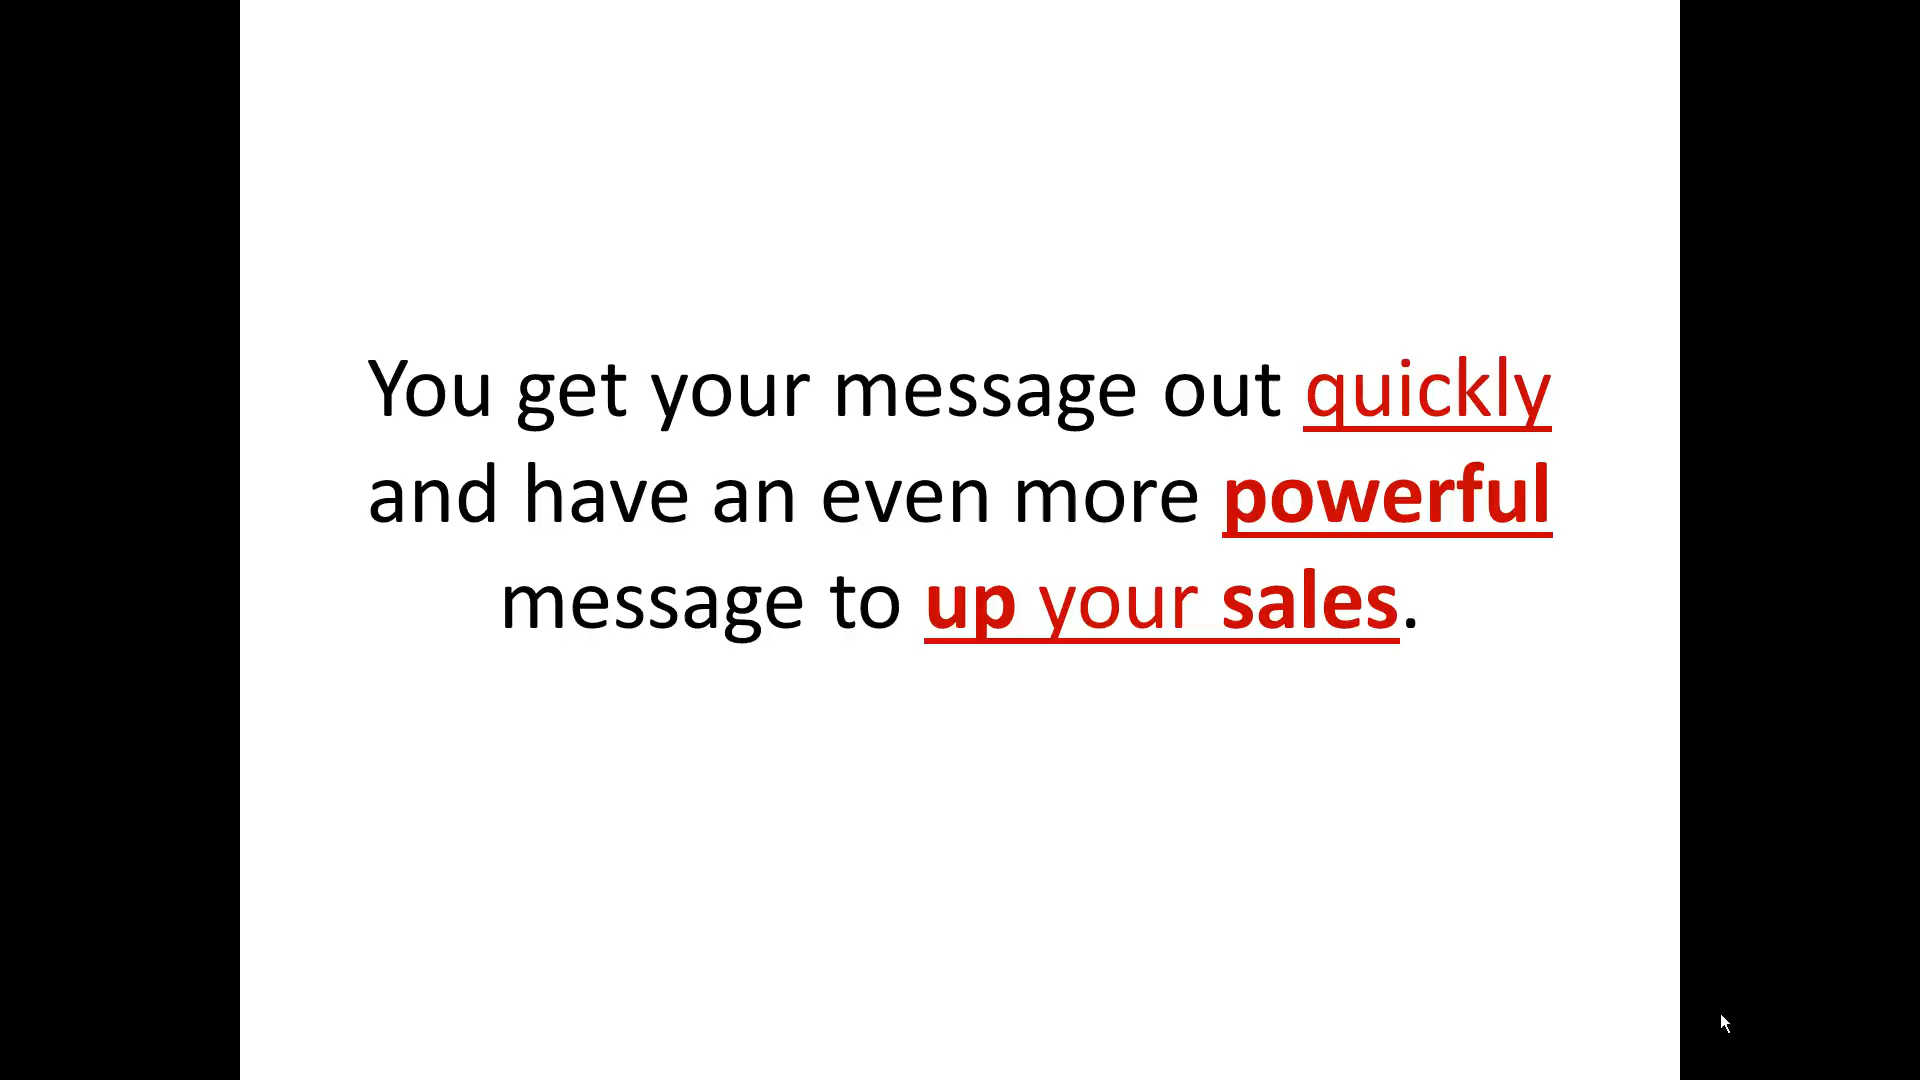 You get your message out quickly
and have an even more powerful
message to up your sales.